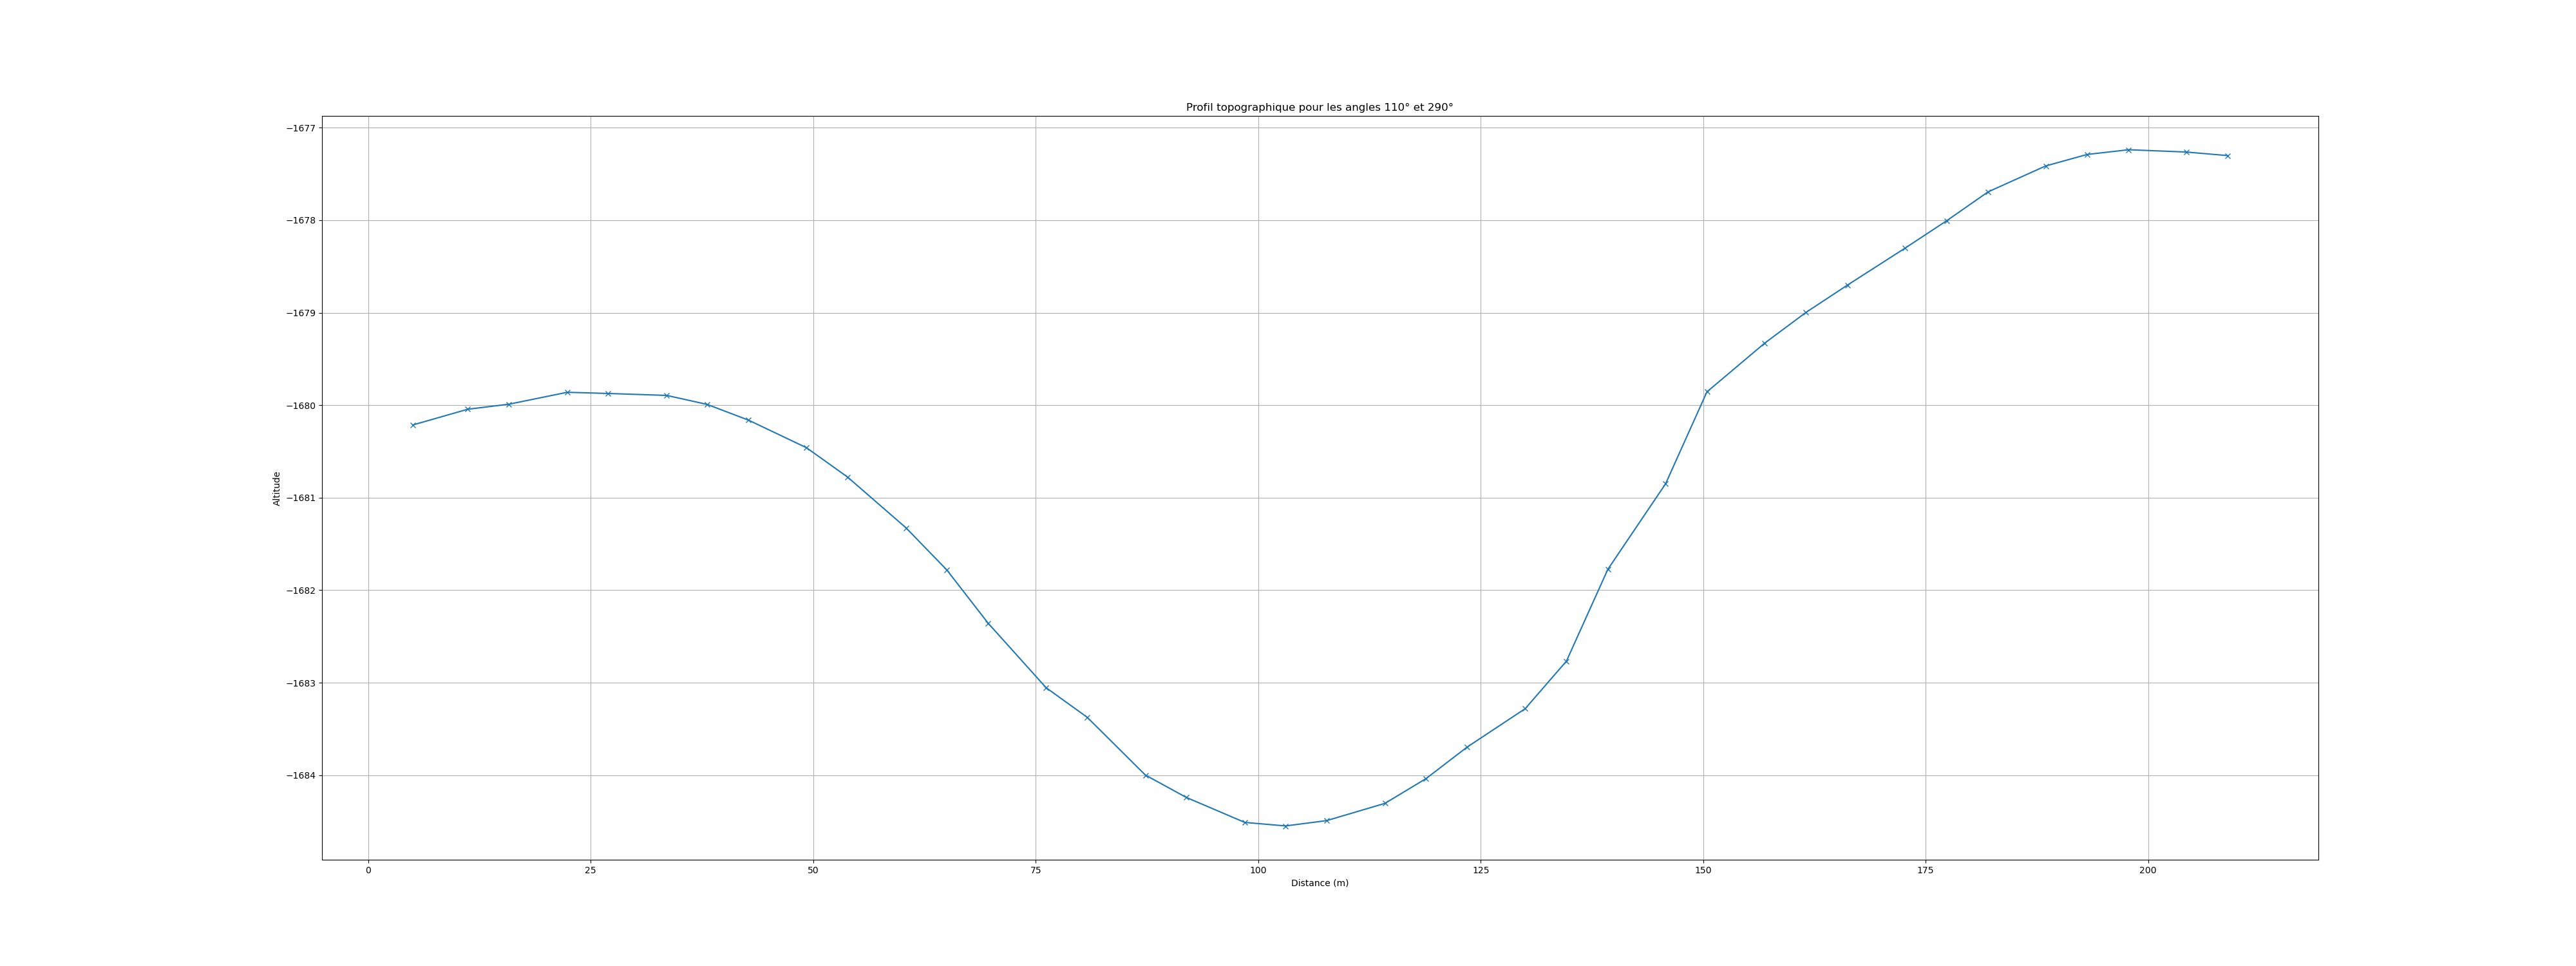 Profil topographique pour les angles 110° et 290°
−1677
−1678
−1679
−1680
−1681
−1682
−1683
−1684
Altitude
0 25 50 75 100 125 150 175 200
Distance (m)